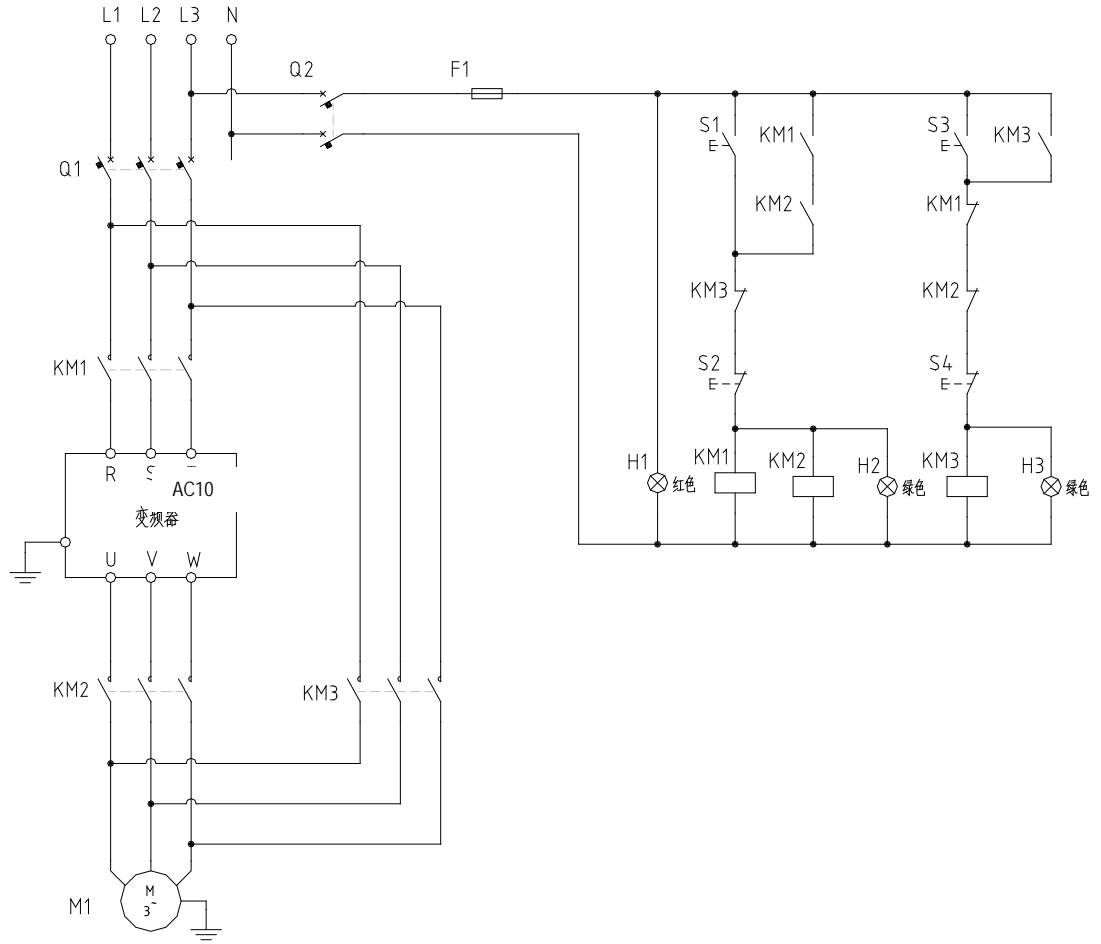 L1 L2 L3 N
Q2 F1
S1 KM1 S3 KM3
Q1
KM2 KM1
KM3 KM2
KM1
S2 S4
H1 红色 KM1 KM2 H2 绿色 KM3 H3 绿色
R S
AC10
变频器
U V W
KM2 KM3
M1
M
3~